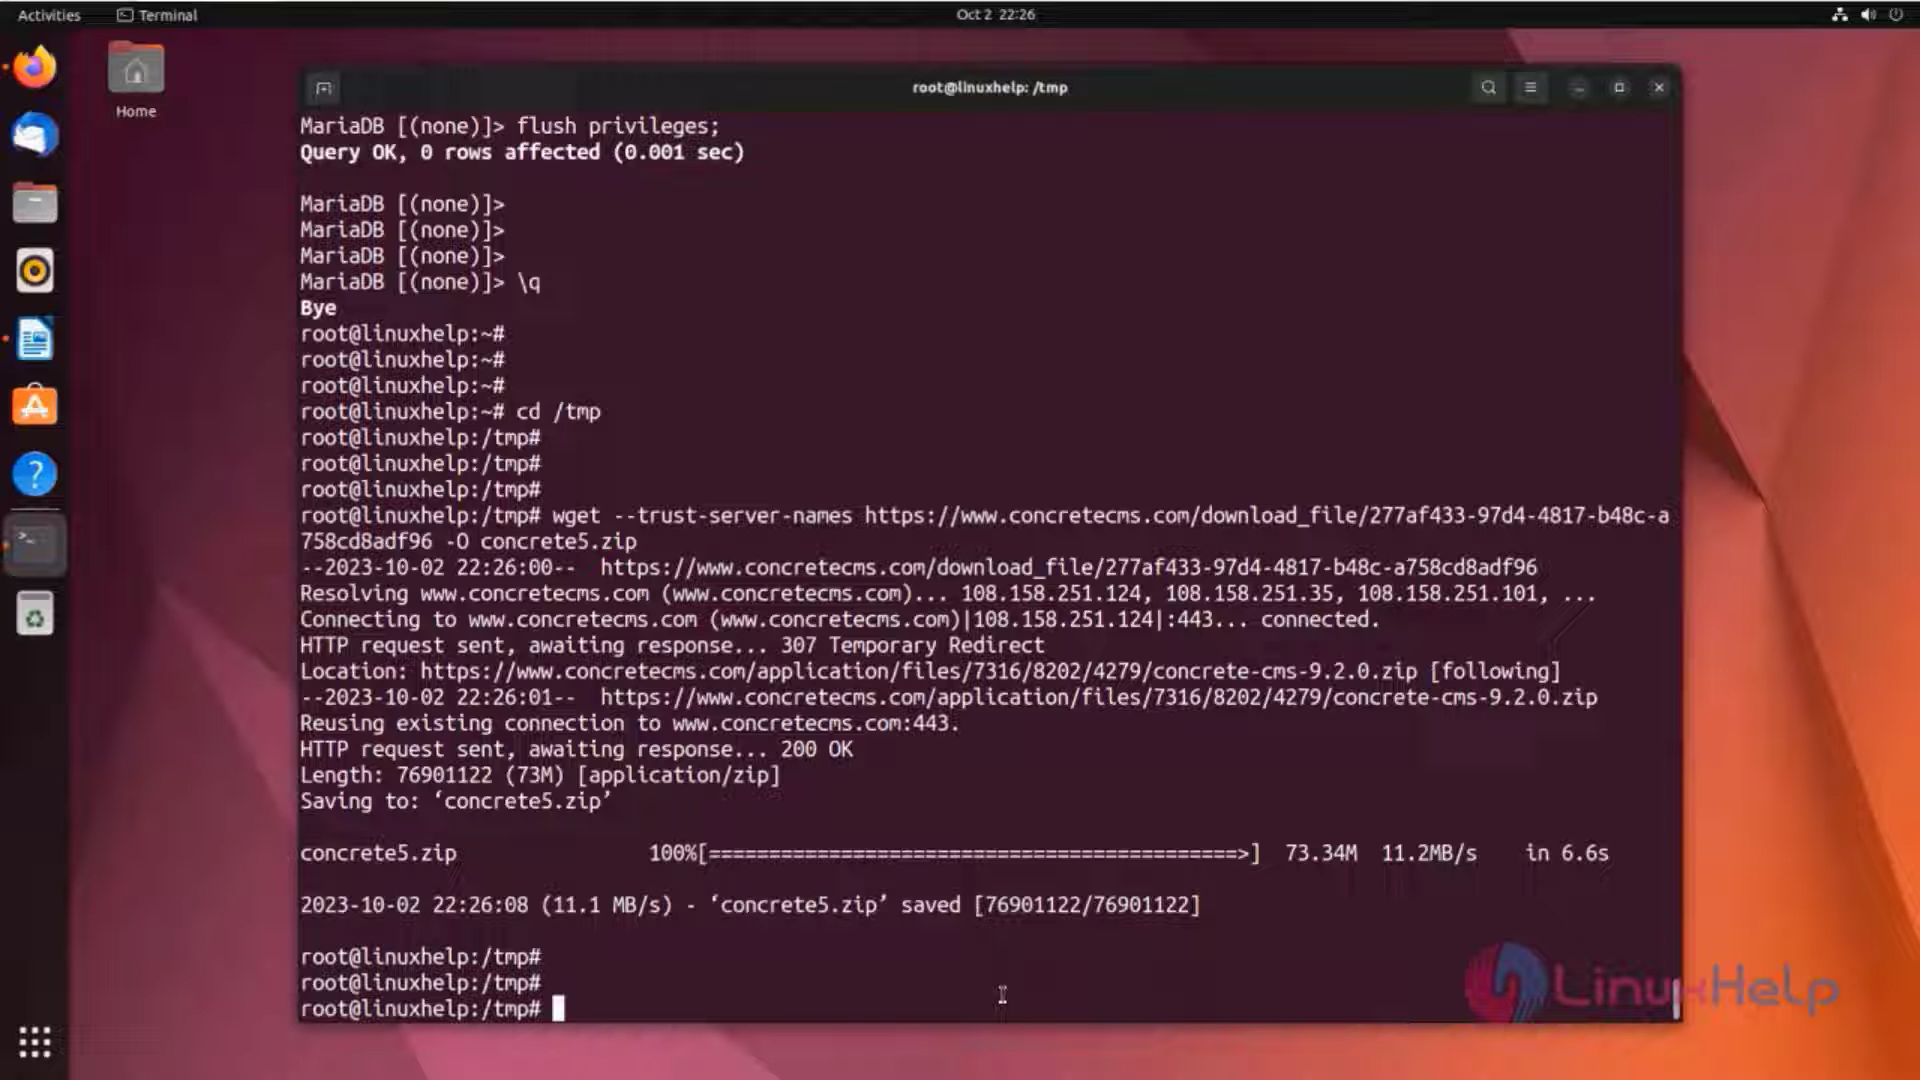 Activities
Terminal
Oct 2 22:26
Home
root@linuxhelp: /tmp
MariaDB [(none)]> flush privileges;
Query OK, 0 rows affected (0.001 sec)
MariaDB [(none)]>
MariaDB [(none)]>
MariaDB [(none)]>
MariaDB [(none)]> \q
Bye
root@linuxhelp:~#
root@linuxhelp:~#
root@linuxhelp:~#
root@linuxhelp:~# cd /tmp
root@linuxhelp:/tmp#
root@linuxhelp:/tmp#
root@linuxhelp:/tmp#
root@linuxhelp:/tmp# wget --trust-server-names https://www.concretecms.com/download_file/277af433-97d4-4817-b48c-a
758cd8adf96 -O concrete5.zip
--2023-10-02 22:26:00--  https://www.concretecms.com/download_file/277af433-97d4-4817-b48c-a758cd8adf96
Resolving www.concretecms.com (www.concretecms.com)... 108.158.251.124, 108.158.251.35, 108.158.251.101, ...
Connecting to www.concretecms.com (www.concretecms.com)|108.158.251.124|:443... connected.
HTTP request sent, awaiting response... 307 Temporary Redirect
Location: https://www.concretecms.com/application/files/7316/8202/4279/concrete-cms-9.2.0.zip [following]
--2023-10-02 22:26:01--  https://www.concretecms.com/application/files/7316/8202/4279/concrete-cms-9.2.0.zip
Reusing existing connection to www.concretecms.com:443.
HTTP request sent, awaiting response... 200 OK
Length: 76901122 (73M) [application/zip]
Saving to: ‘concrete5.zip’
concrete5.zip 100%[============================================>] 73.34M 11.2MB/s in 6.6s
2023-10-02 22:26:08 (11.1 MB/s) - ‘concrete5.zip’ saved [76901122/76901122]
root@linuxhelp:/tmp#
root@linuxhelp:/tmp#
root@linuxhelp:/tmp#
LinuxHelp